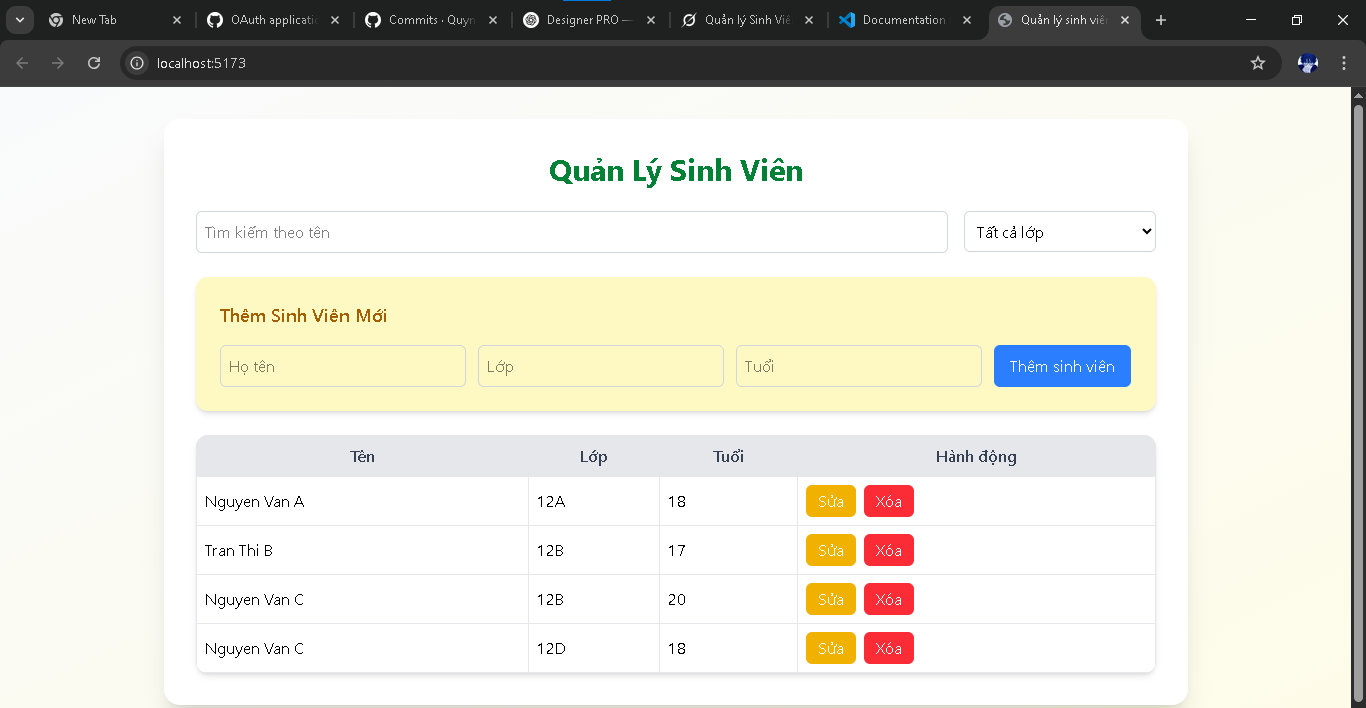 New Tab
OAuth applicatio
Commits · Quyn
Designer PRO —
Quản lý Sinh Viê
Documentation
Quản lý sinh viên
localhost:5173
Quản Lý Sinh Viên
Tìm kiếm theo tên
Tất cả lớp
Thêm Sinh Viên Mới
Họ tên
Lớp
Tuổi
Thêm sinh viên
Tên Lớp Tuổi Hành động
Nguyen Van A 12A 18 Sửa Xóa
Tran Thi B 12B 17 Sửa Xóa
Nguyen Van C 12B 20 Sửa Xóa
Nguyen Van C 12D 18 Sửa Xóa